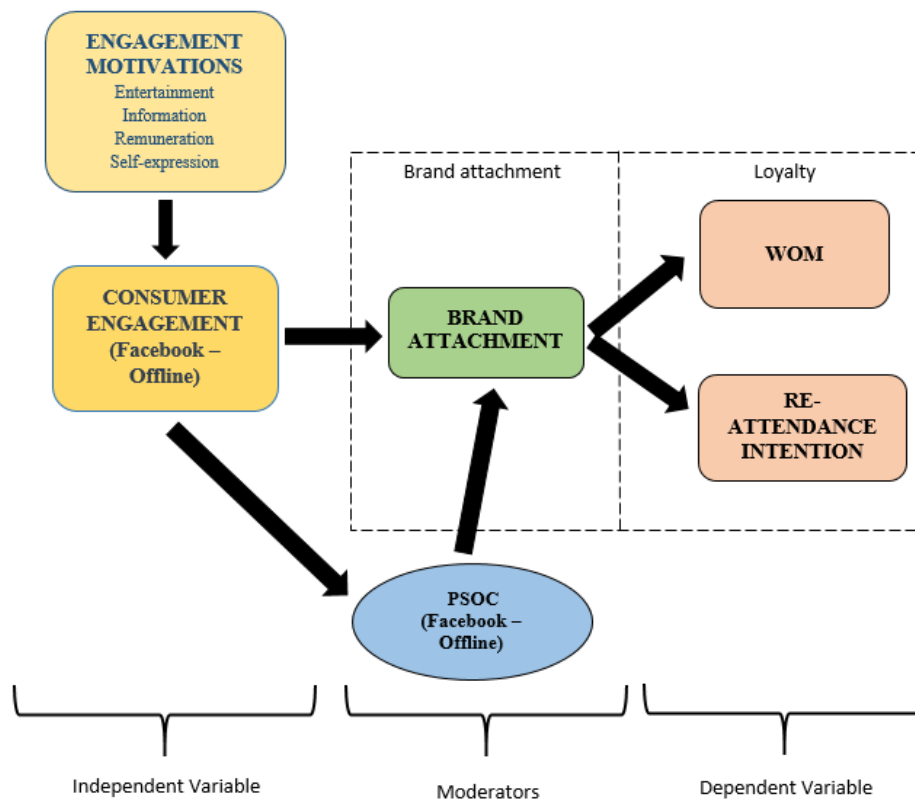 ENGAGEMENT
MOTIVATIONS
Entertainment
Information
Remuneration
Self-expression
Brand attachment
Loyalty
WOM
CONSUMER
ENGAGEMENT
(Facebook –
Offline)
BRAND
ATTACHMENT
RE-
ATTENDANCE
INTENTION
PSOC
(Facebook –
Offline)
Independent Variable
Moderators
Dependent Variable